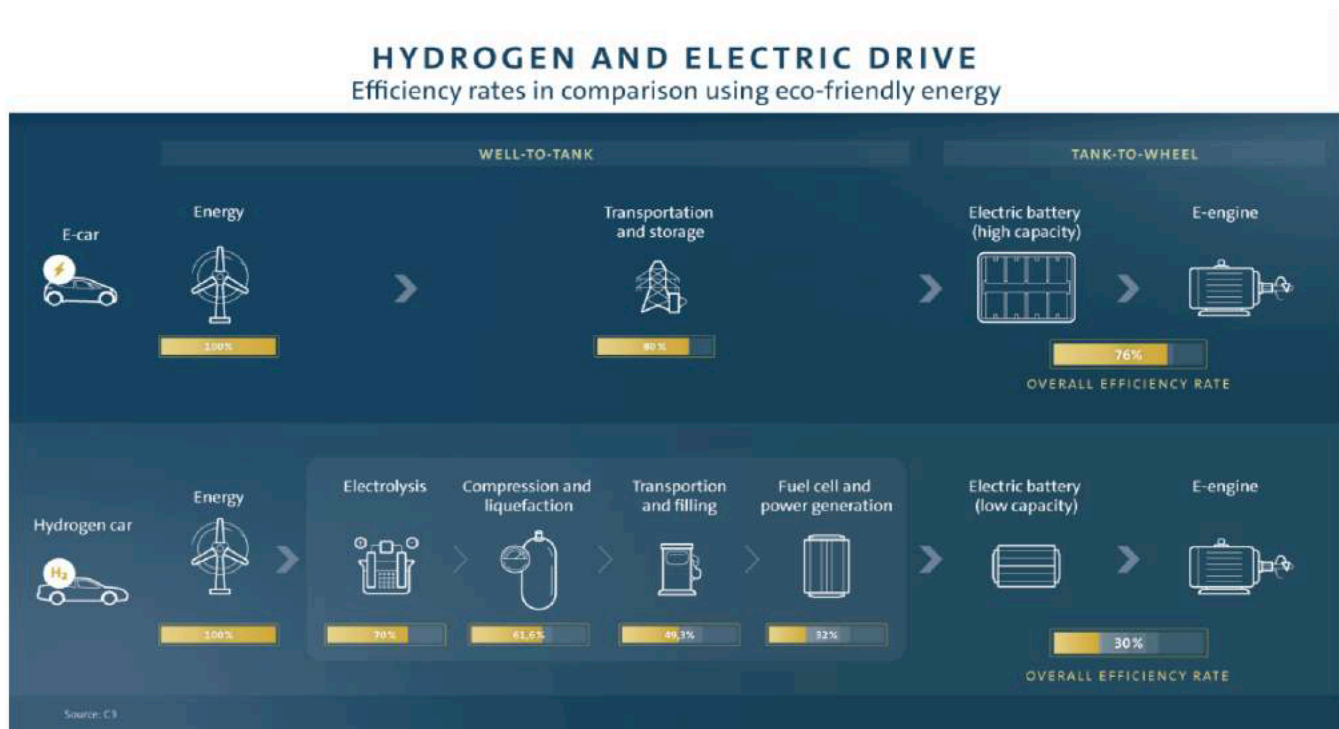 HYDROGEN AND ELECTRIC DRIVE
Efficiency rates in comparison using eco-friendly energy
WELL-TO-TANK
TANK-TO-WHEEL
E-car
Energy
100%
Transportation
and storage
80%
Electric battery
(high capacity)
E-engine
76%
OVERALL EFFICIENCY RATE
Hydrogen car
H₂
Energy
100%
Electrolysis
70%
Compression and
liquefaction
61,6%
Transportion
and filling
49,3%
Fuel cell and
power generation
32%
Electric battery
(low capacity)
E-engine
30%
OVERALL EFFICIENCY RATE
Source: C3